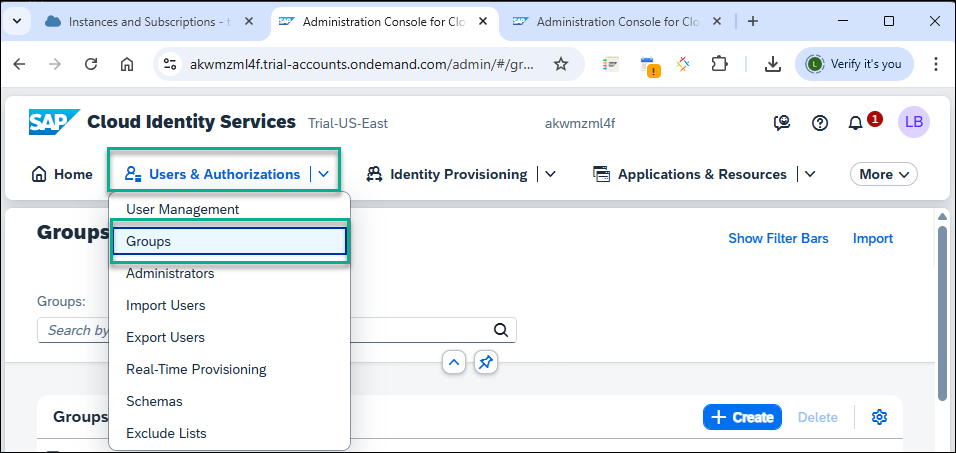 Instances and Subscriptions - t
Administration Console for Clo
Administration Console for Clo
akwmzml4f.trial-accounts.ondemand.com/admin/#/gr...
L
Verify it's you
SAP
Cloud Identity Services
Trial-US-East
akwmzml4f
1
LB
Home
Users & Authorizations
Identity Provisioning
Applications & Resources
More
User Management
Groups
Show Filter Bars
Import
Groups
Administrators
Groups:
Import Users
Search by
Export Users
Real-Time Provisioning
Schemas
Groups
Create
Delete
Exclude Lists